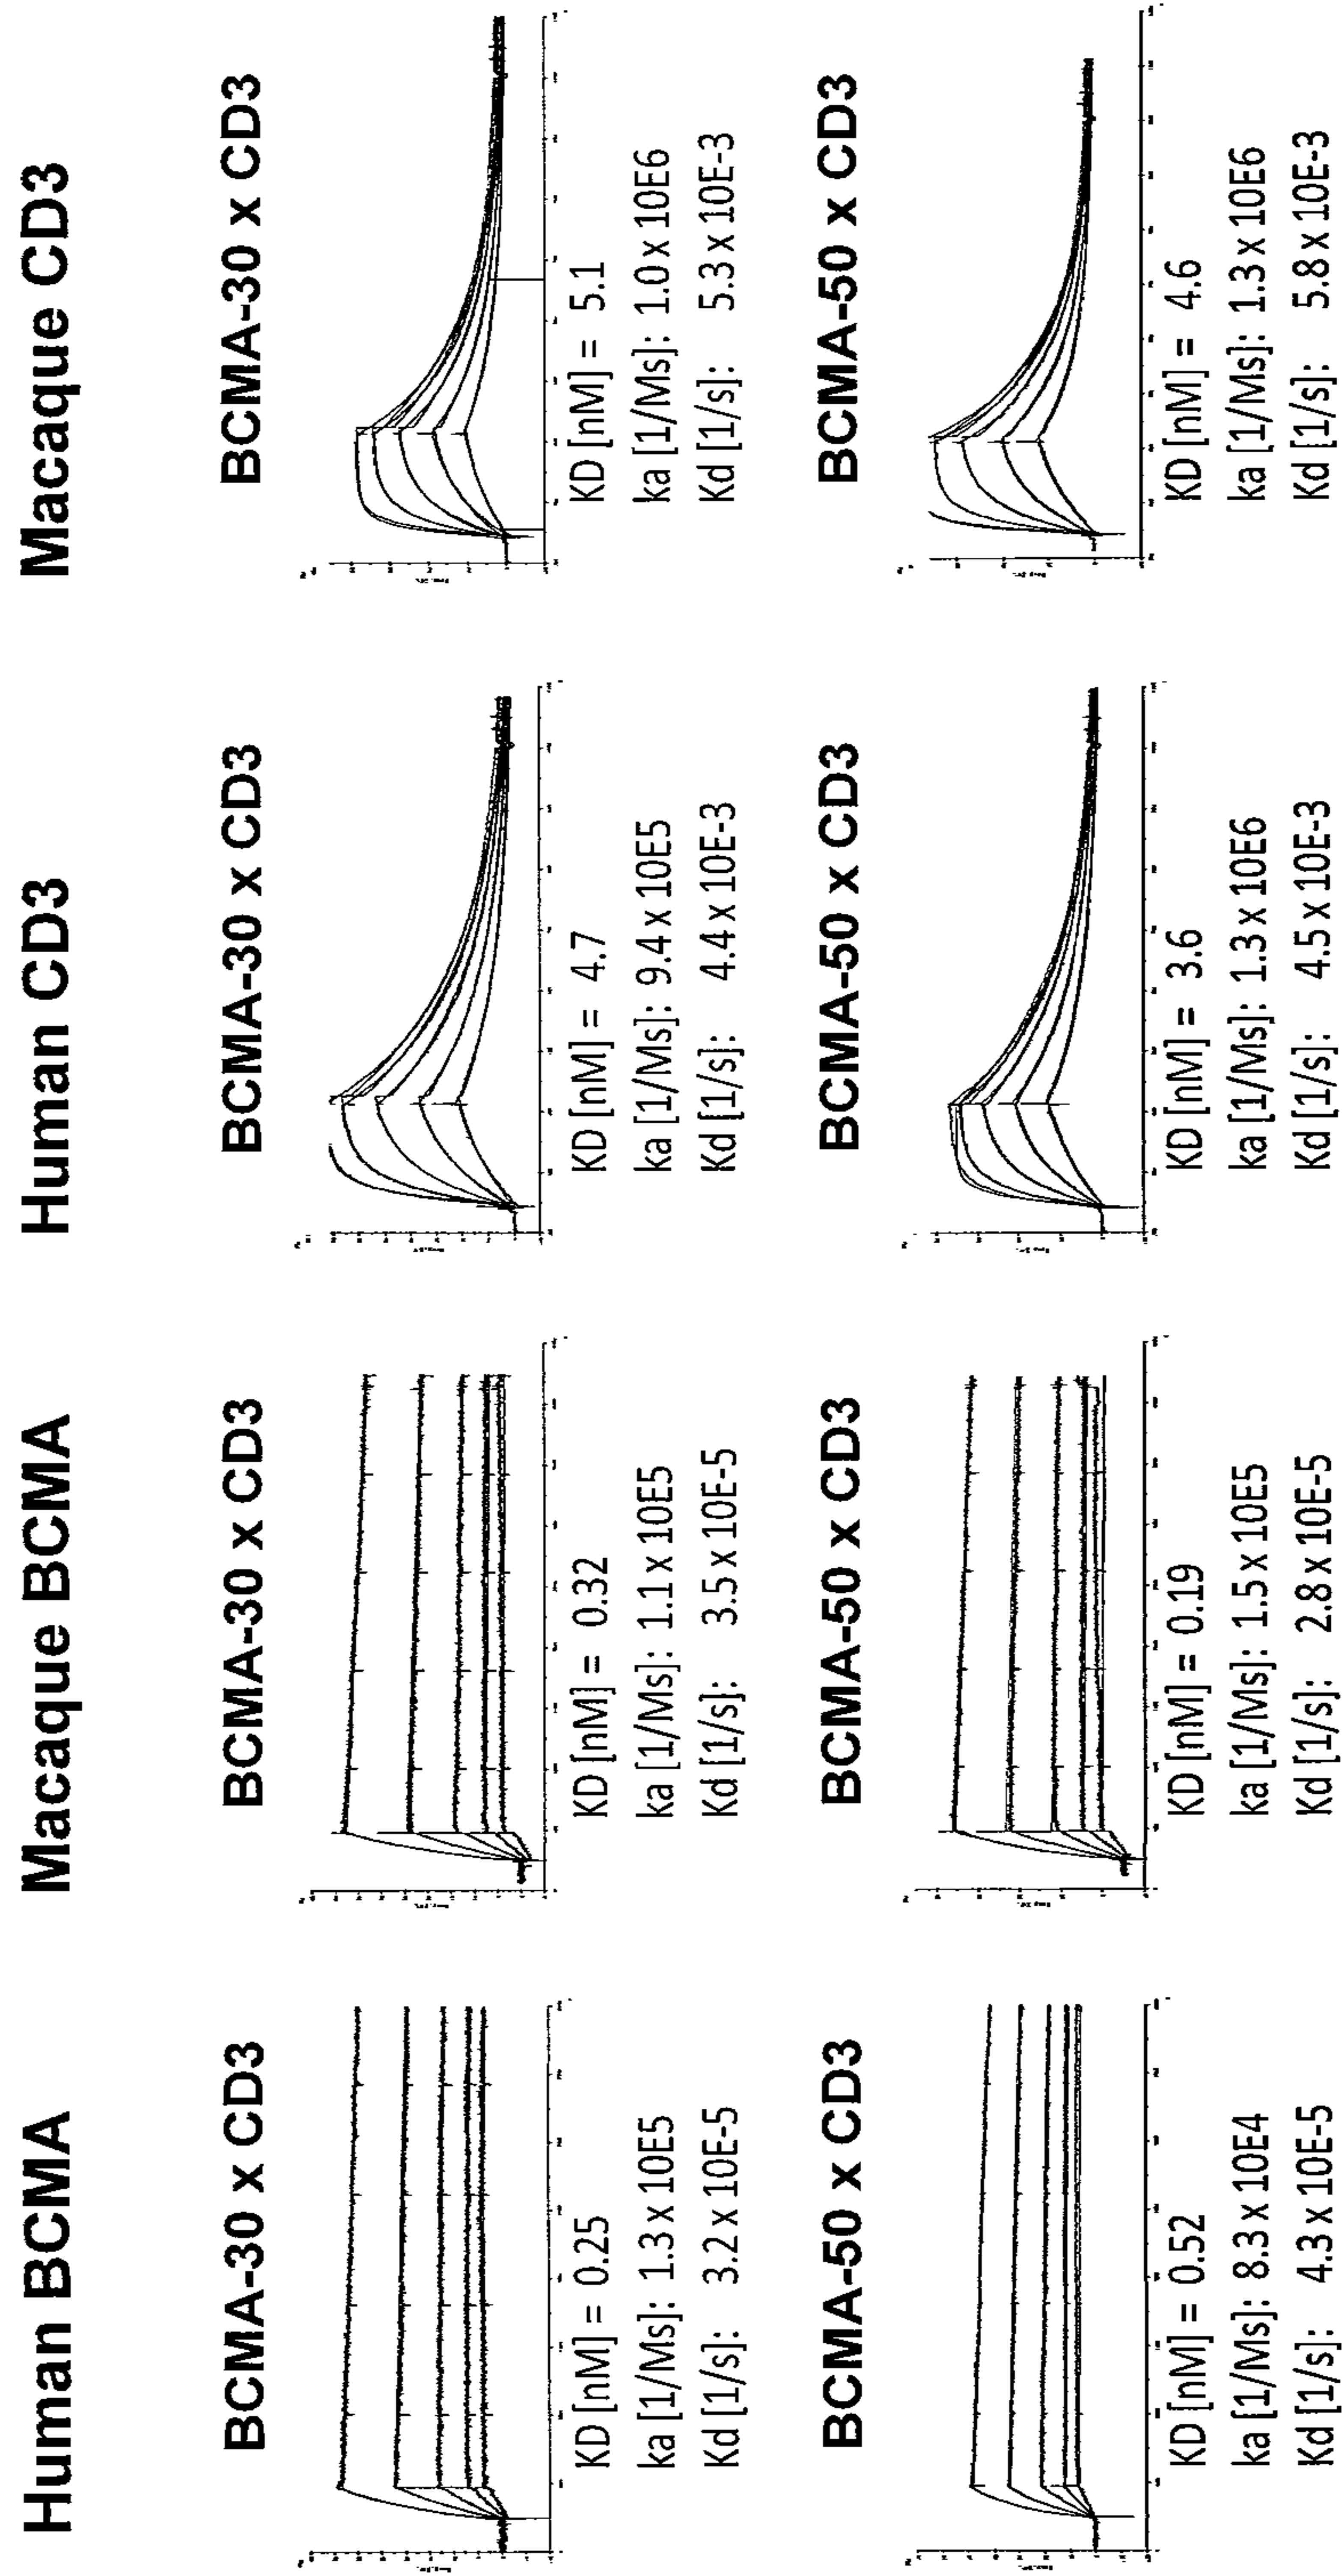 Human BCMA
BCMA-30 x CD3
KD [nM] = 0.25
ka [1/Ms]: 1.3 x 10E5
Kd [1/s]: 3.2 x 10E-5
BCMA-50 x CD3
KD [nM] = 0.52
ka [1/Ms]: 8.3 x 10E4
Kd [1/s]: 4.3 x 10E-5
Macaque BCMA
BCMA-30 x CD3
KD [nM] = 0.32
ka [1/Ms]: 1.1 x 10E5
Kd [1/s]: 3.5 x 10E-5
BCMA-50 x CD3
KD [nM] = 0.19
ka [1/Ms]: 1.5 x 10E5
Kd [1/s]: 2.8 x 10E-5
Human CD3
BCMA-30 x CD3
KD [nM] = 4.7
ka [1/Ms]: 9.4 x 10E5
Kd [1/s]: 4.4 x 10E-3
BCMA-50 x CD3
KD [nM] = 3.6
ka [1/Ms]: 1.3 x 10E6
Kd [1/s]: 4.5 x 10E-3
Macaque CD3
BCMA-30 x CD3
KD [nM] = 5.1
ka [1/Ms]: 1.0 x 10E6
Kd [1/s]: 5.3 x 10E-3
BCMA-50 x CD3
KD [nM] = 4.6
ka [1/Ms]: 1.3 x 10E6
Kd [1/s]: 5.8 x 10E-3